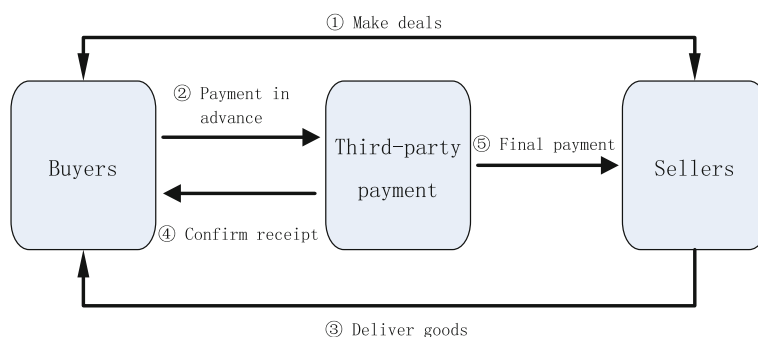 ① Make deals
② Payment in
advance
Buyers
Third-party
payment
⑤ Final payment
Sellers
④ Confirm receipt
③ Deliver goods